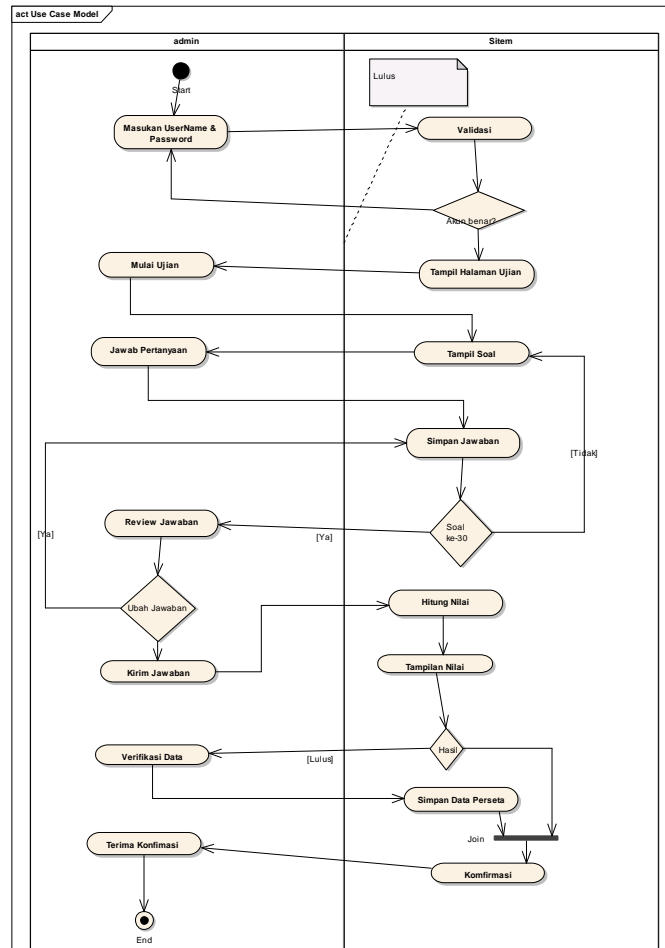 act Use Case Model
admin
Sitem
Start
Lulus
Masukan UserName &
Password
Validasi
Akun benar?
Mulai Ujian
Tampil Halaman Ujian
Jawab Pertanyaan
Tampil Soal
Simpan Jawaban
[Tidak]
[Ya]
Review Jawaban
[Ya]
Soal
ke-30
Ubah Jawaban
Hitung Nilai
Kirim Jawaban
Tampilan Nilai
Hasil
Verifikasi Data
[Lulus]
Simpan Data Perseta
Join
Terima Konfimasi
Komfirmasi
End